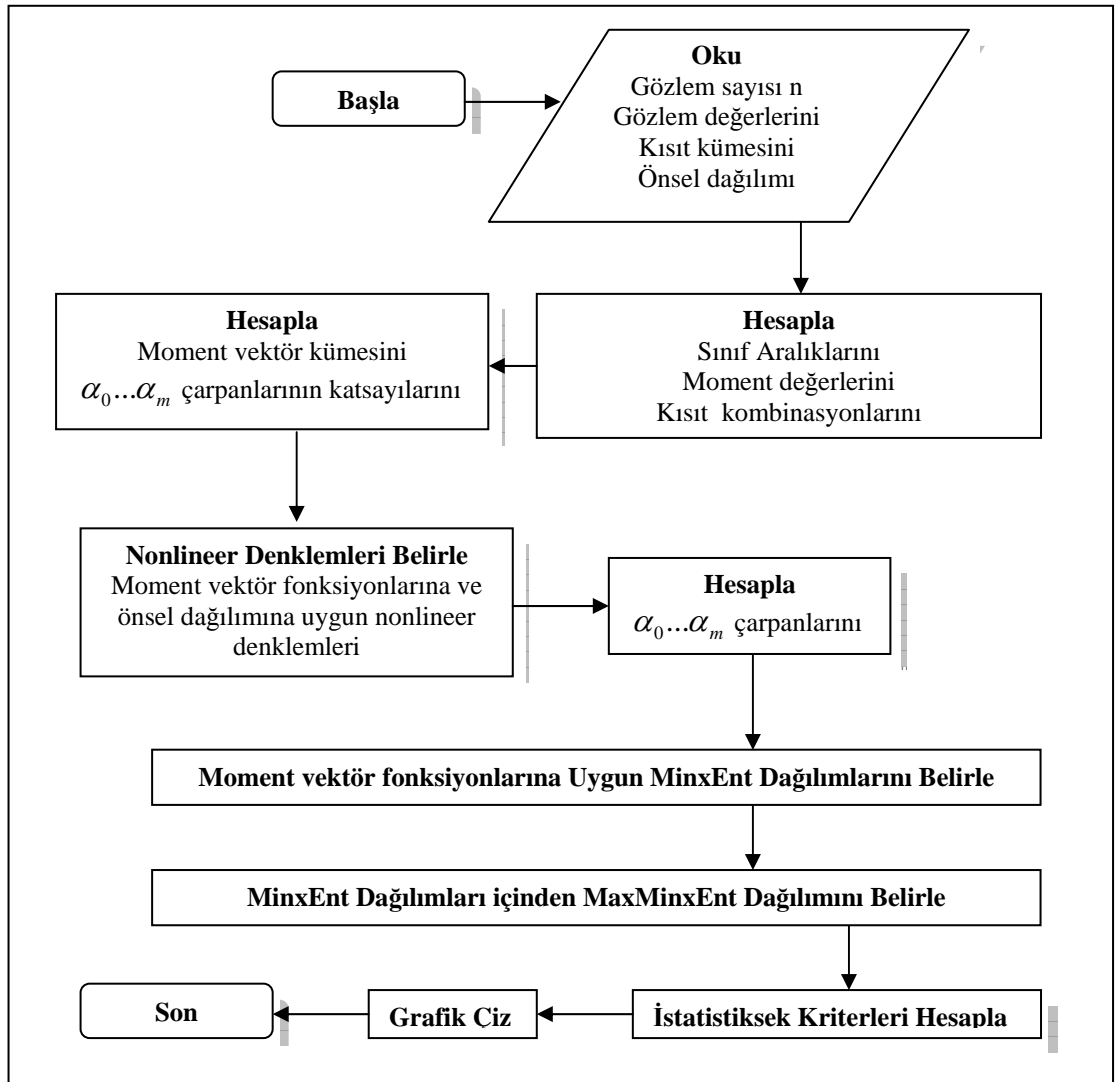 Başla
Oku
Gözlem sayısı n
Gözlem değerlerini
Kısıt kümesini
Önsel dağılımı
Hesapla
Sınıf Aralıklarını
Moment değerlerini
Kısıt kombinasyonlarını
Hesapla
Moment vektör kümesini
α₀...αₘ çarpanlarının katsayılarını
Nonlineer Denklemleri Belirle
Moment vektör fonksiyonlarına ve
önsel dağılımına uygun nonlineer
denklemleri
Hesapla
α₀...αₘ çarpanlarını
Moment vektör fonksiyonlarına Uygun MinxEnt Dağılımlarını Belirle
MinxEnt Dağılımları içinden MaxMinxEnt Dağılımını Belirle
İstatistiksek Kriterleri Hesapla
Grafik Çiz
Son